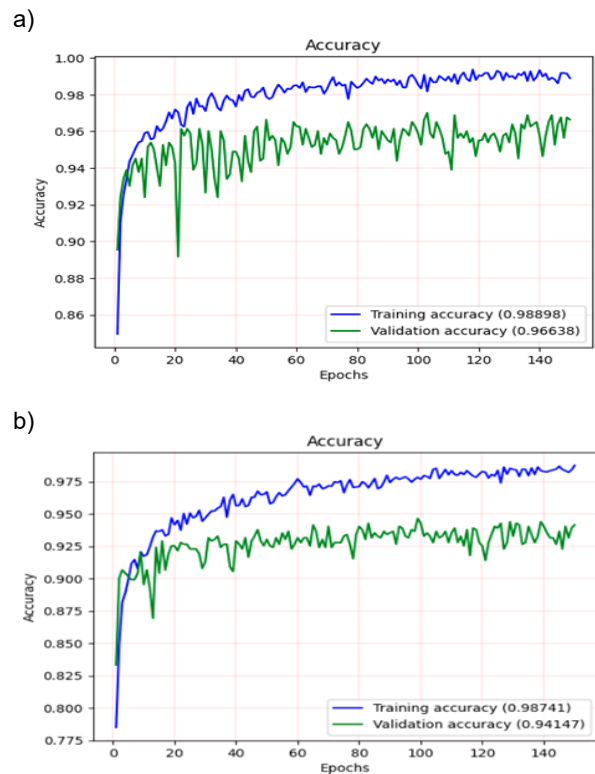 a)
Accuracy
1.00
0.98
0.96
0.94
0.92
0.90
0.88
0.86
Accuracy
Training accuracy (0.98898)
Validation accuracy (0.96638)
0 20 40 60 80 100 120 140
Epochs
b)
Accuracy
0.975
0.950
0.925
0.900
0.875
0.850
0.825
0.800
0.775
Accuracy
Training accuracy (0.98741)
Validation accuracy (0.94147)
0 20 40 60 80 100 120 140
Epochs